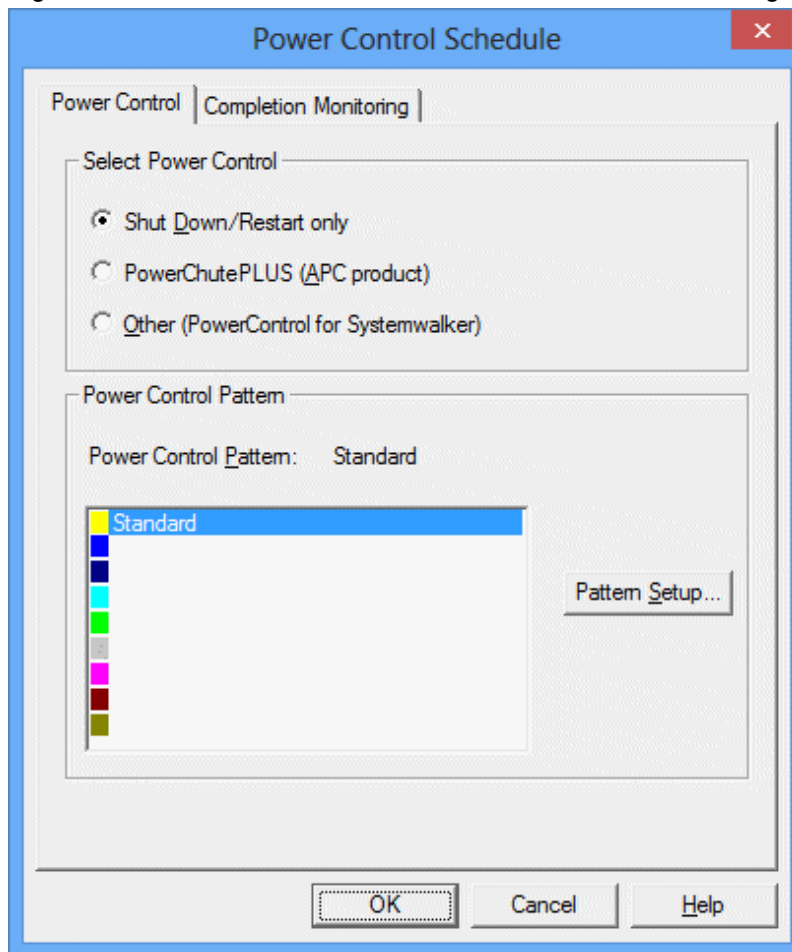 Power Control Schedule
Power Control
Completion Monitoring
Select Power Control
Shut Down/Restart only
PowerChutePLUS (APC product)
Other (PowerControl for Systemwalker)
Power Control Pattern
Power Control Pattern: Standard
Standard
Pattern Setup...
OK Cancel Help